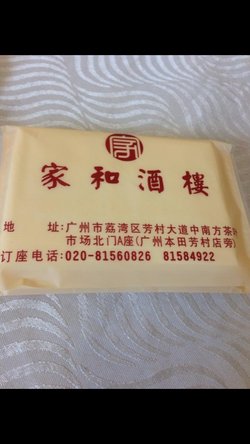 家和酒樓
地 址:广州市荔湾区芳村大道中南方茶叶
市场北门A座(广州本田芳村店旁)
订座电话:020-81560826 81584922